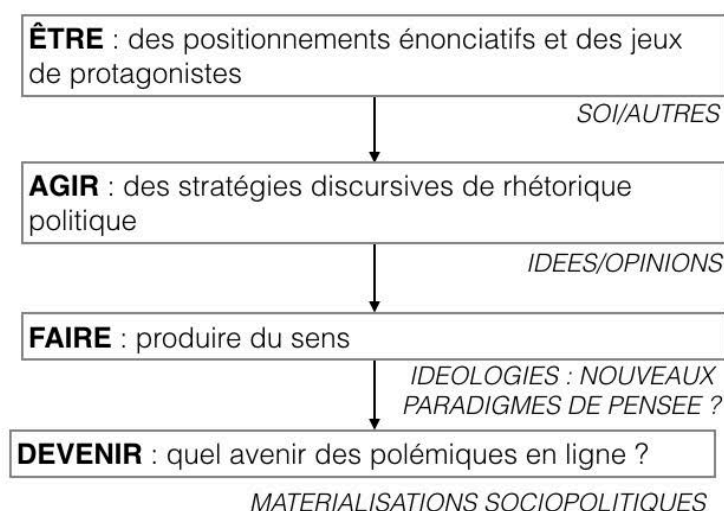 ÊTRE : des positionnements énonciatifs et des jeux
de protagonistes
SOI/AUTRES
AGIR : des stratégies discursives de rhétorique
politique
IDEES/OPINIONS
FAIRE : produire du sens
IDEOLOGIES : NOUVEAUX
PARADIGMES DE PENSEE ?
DEVENIR : quel avenir des polémiques en ligne ?
MATERIALISATIONS SOCIOPOLITIQUES